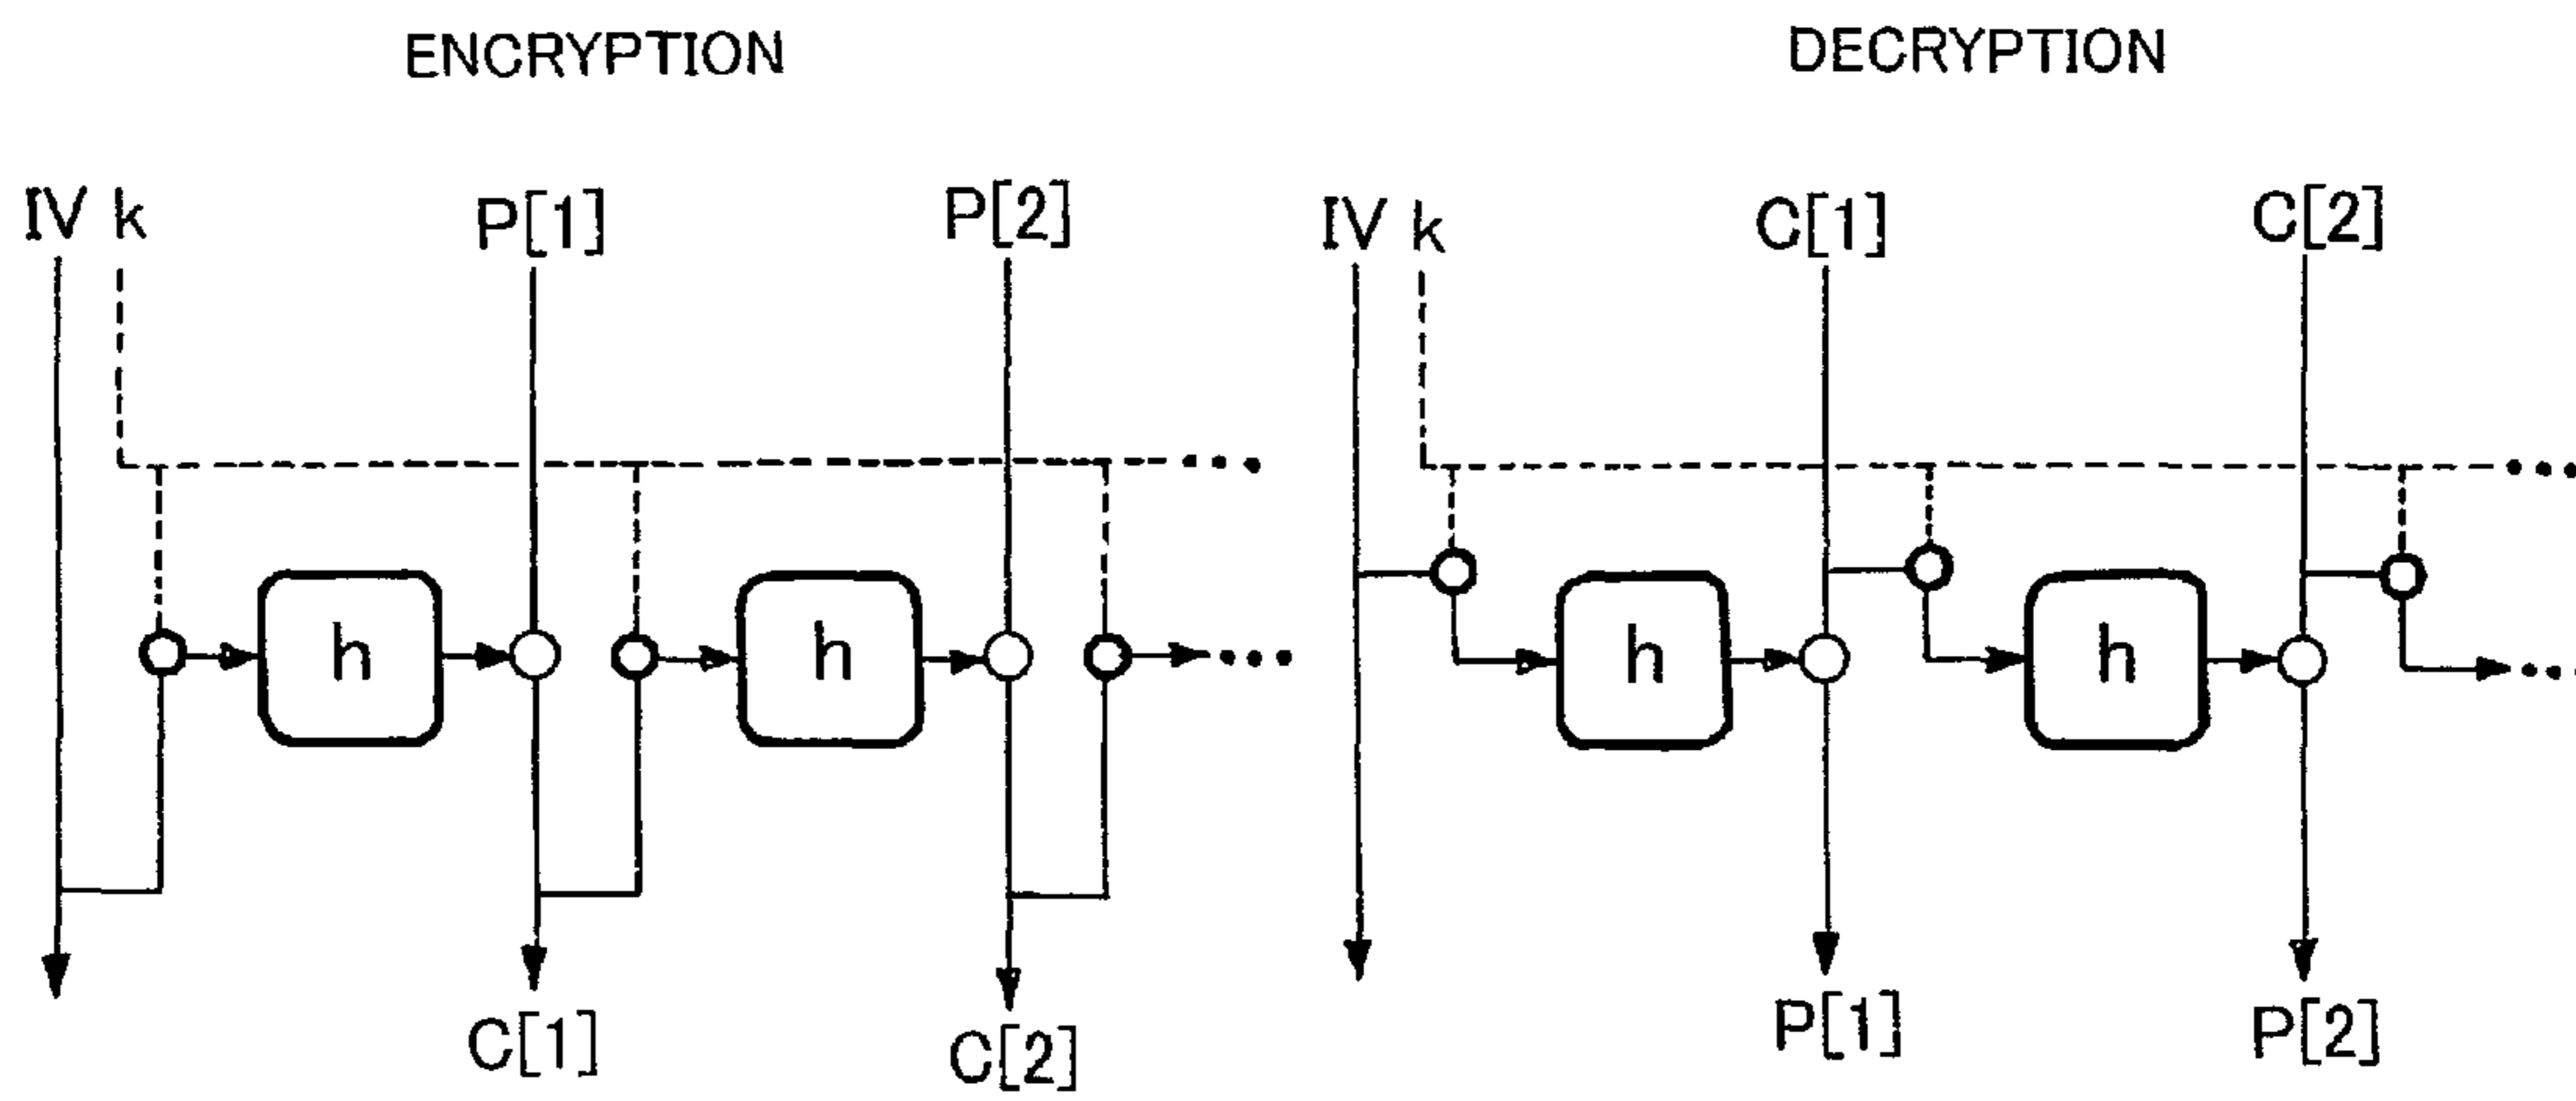 ENCRYPTION
IV k P[1] P[2]
h h
C[1] C[2]
DECRYPTION
IV k C[1] C[2]
h h
P[1] P[2]